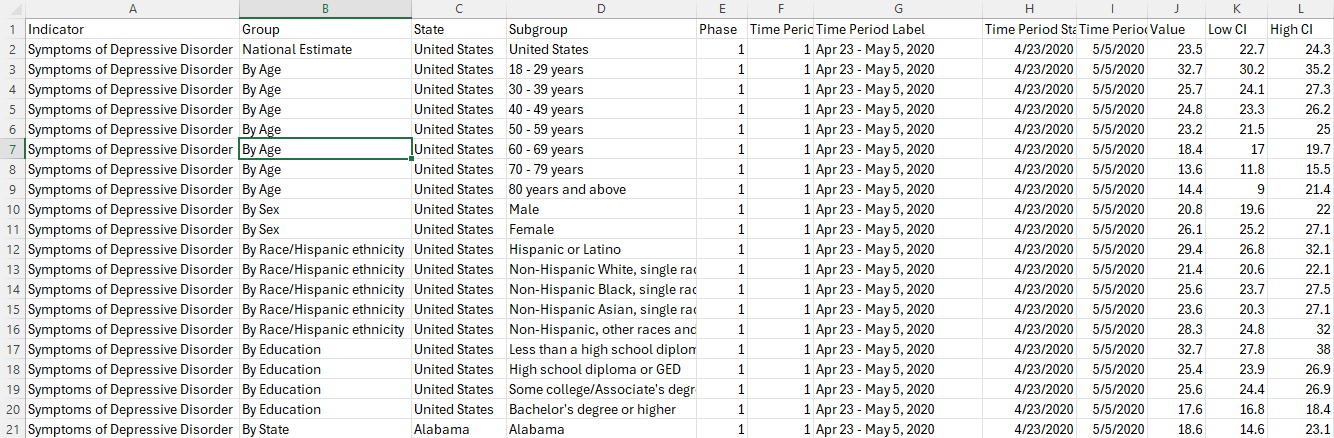 A B C D E F G H I J K L
1 Indicator Group State Subgroup Phase Time Peric Time Period Label Time Period Sta Time Perioc Value Low CI High CI
2 Symptoms of Depressive Disorder National Estimate United States United States 1 1 Apr 23 - May 5, 2020 4/23/2020 5/5/2020 23.5 22.7 24.3
3 Symptoms of Depressive Disorder By Age United States 18 - 29 years 1 1 Apr 23 - May 5, 2020 4/23/2020 5/5/2020 32.7 30.2 35.2
4 Symptoms of Depressive Disorder By Age United States 30 - 39 years 1 1 Apr 23 - May 5, 2020 4/23/2020 5/5/2020 25.7 24.1 27.3
5 Symptoms of Depressive Disorder By Age United States 40 - 49 years 1 1 Apr 23 - May 5, 2020 4/23/2020 5/5/2020 24.8 23.3 26.2
6 Symptoms of Depressive Disorder By Age United States 50 - 59 years 1 1 Apr 23 - May 5, 2020 4/23/2020 5/5/2020 23.2 21.5 25
7 Symptoms of Depressive Disorder By Age United States 60 - 69 years 1 1 Apr 23 - May 5, 2020 4/23/2020 5/5/2020 18.4 17 19.7
8 Symptoms of Depressive Disorder By Age United States 70 - 79 years 1 1 Apr 23 - May 5, 2020 4/23/2020 5/5/2020 13.6 11.8 15.5
9 Symptoms of Depressive Disorder By Age United States 80 years and above 1 1 Apr 23 - May 5, 2020 4/23/2020 5/5/2020 14.4 9 21.4
10 Symptoms of Depressive Disorder By Sex United States Male 1 1 Apr 23 - May 5, 2020 4/23/2020 5/5/2020 20.8 19.6 22
11 Symptoms of Depressive Disorder By Sex United States Female 1 1 Apr 23 - May 5, 2020 4/23/2020 5/5/2020 26.1 25.2 27.1
12 Symptoms of Depressive Disorder By Race/Hispanic ethnicity United States Hispanic or Latino 1 1 Apr 23 - May 5, 2020 4/23/2020 5/5/2020 29.4 26.8 32.1
13 Symptoms of Depressive Disorder By Race/Hispanic ethnicity United States Non-Hispanic White, single rac 1 1 Apr 23 - May 5, 2020 4/23/2020 5/5/2020 21.4 20.6 22.1
14 Symptoms of Depressive Disorder By Race/Hispanic ethnicity United States Non-Hispanic Black, single rac 1 1 Apr 23 - May 5, 2020 4/23/2020 5/5/2020 25.6 23.7 27.5
15 Symptoms of Depressive Disorder By Race/Hispanic ethnicity United States Non-Hispanic Asian, single rac 1 1 Apr 23 - May 5, 2020 4/23/2020 5/5/2020 23.6 20.3 27.1
16 Symptoms of Depressive Disorder By Race/Hispanic ethnicity United States Non-Hispanic, other races and 1 1 Apr 23 - May 5, 2020 4/23/2020 5/5/2020 28.3 24.8 32
17 Symptoms of Depressive Disorder By Education United States Less than a high school diplom 1 1 Apr 23 - May 5, 2020 4/23/2020 5/5/2020 32.7 27.8 38
18 Symptoms of Depressive Disorder By Education United States High school diploma or GED 1 1 Apr 23 - May 5, 2020 4/23/2020 5/5/2020 25.4 23.9 26.9
19 Symptoms of Depressive Disorder By Education United States Some college/Associate's degr 1 1 Apr 23 - May 5, 2020 4/23/2020 5/5/2020 25.6 24.4 26.9
20 Symptoms of Depressive Disorder By Education United States Bachelor's degree or higher 1 1 Apr 23 - May 5, 2020 4/23/2020 5/5/2020 17.6 16.8 18.4
21 Symptoms of Depressive Disorder By State Alabama Alabama 1 1 Apr 23 - May 5, 2020 4/23/2020 5/5/2020 18.6 14.6 23.1